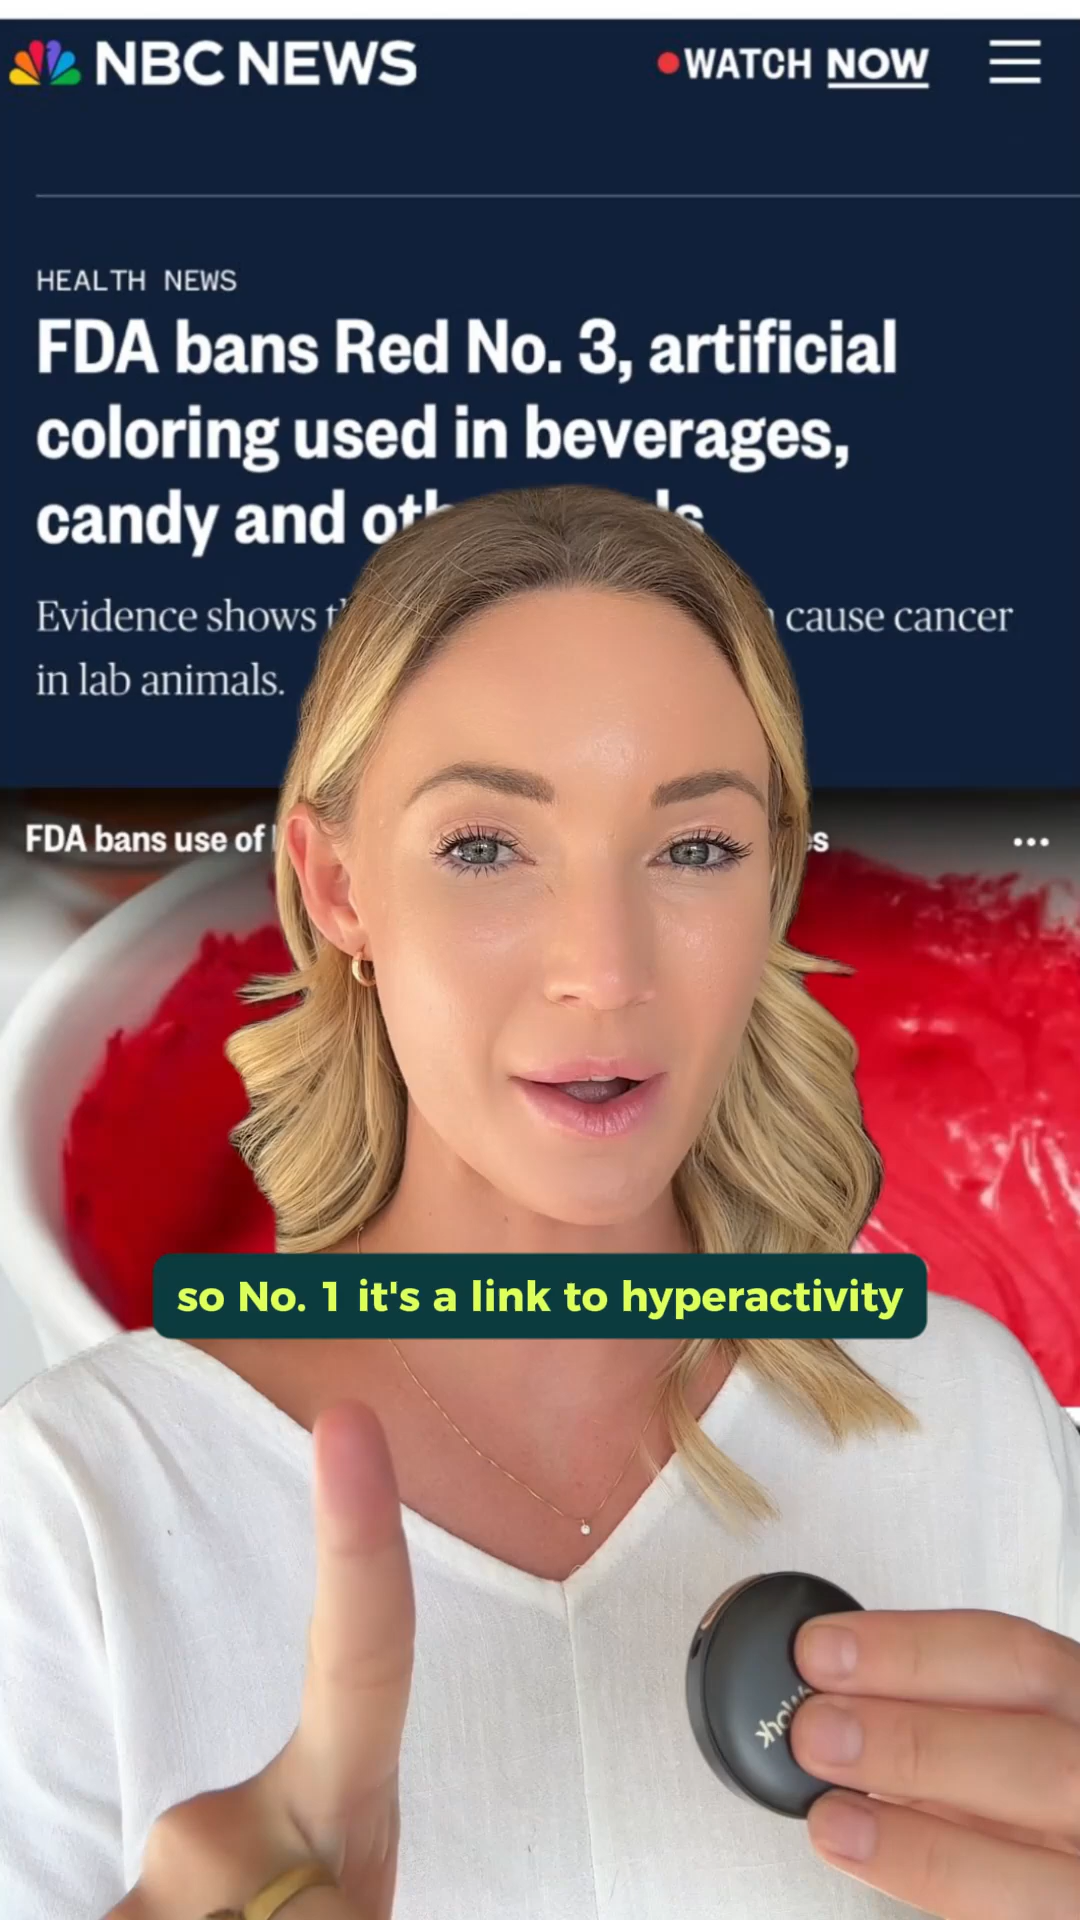 NBC NEWS
WATCH NOW
HEALTH NEWS
FDA bans Red No. 3, artificial
coloring used in beverages,
candy and
Evidence shows cause cancer
in lab animals.
FDA bans use of
so No. 1 it's a link to hyperactivity